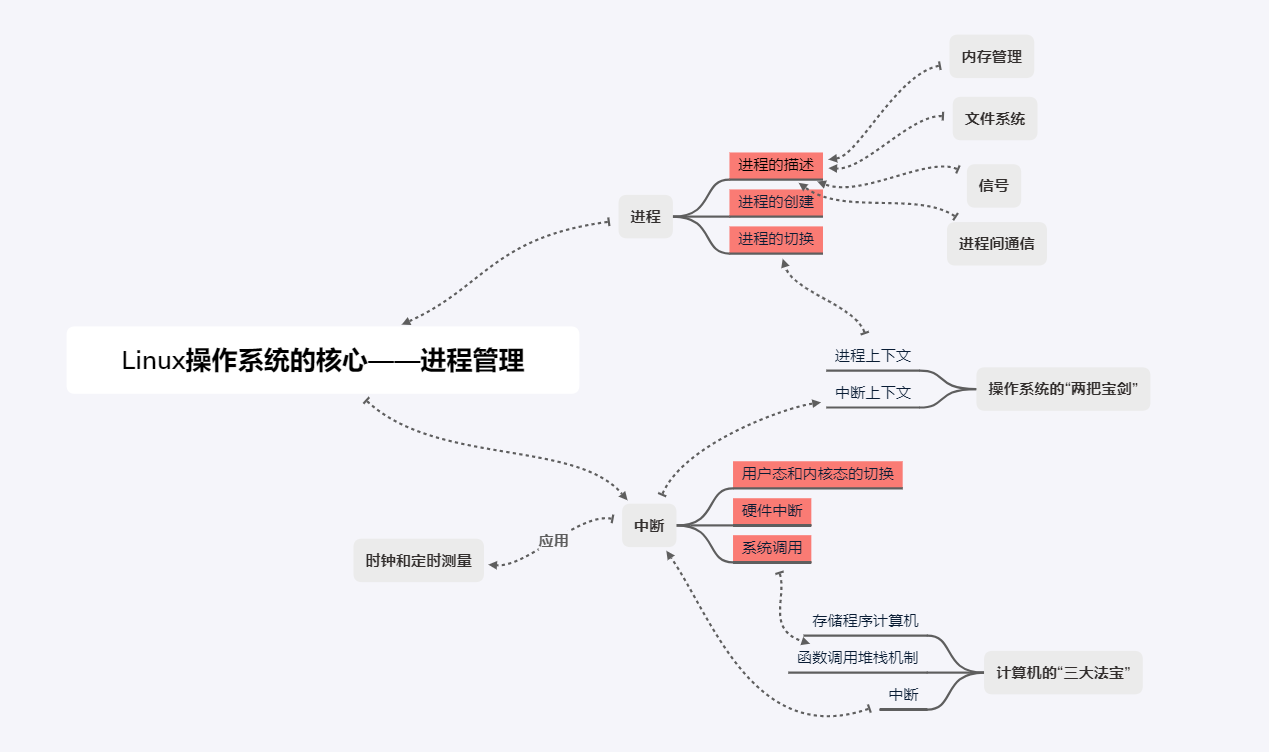 内存管理
文件系统
进程的描述
信号
进程
进程的创建
进程的切换
进程间通信
Linux操作系统的核心——进程管理
进程上下文
中断上下文
操作系统的“两把宝剑”
用户态和内核态的切换
硬件中断
中断
系统调用
应用
时钟和定时测量
存储程序计算机
函数调用堆栈机制
计算机的“三大法宝”
中断